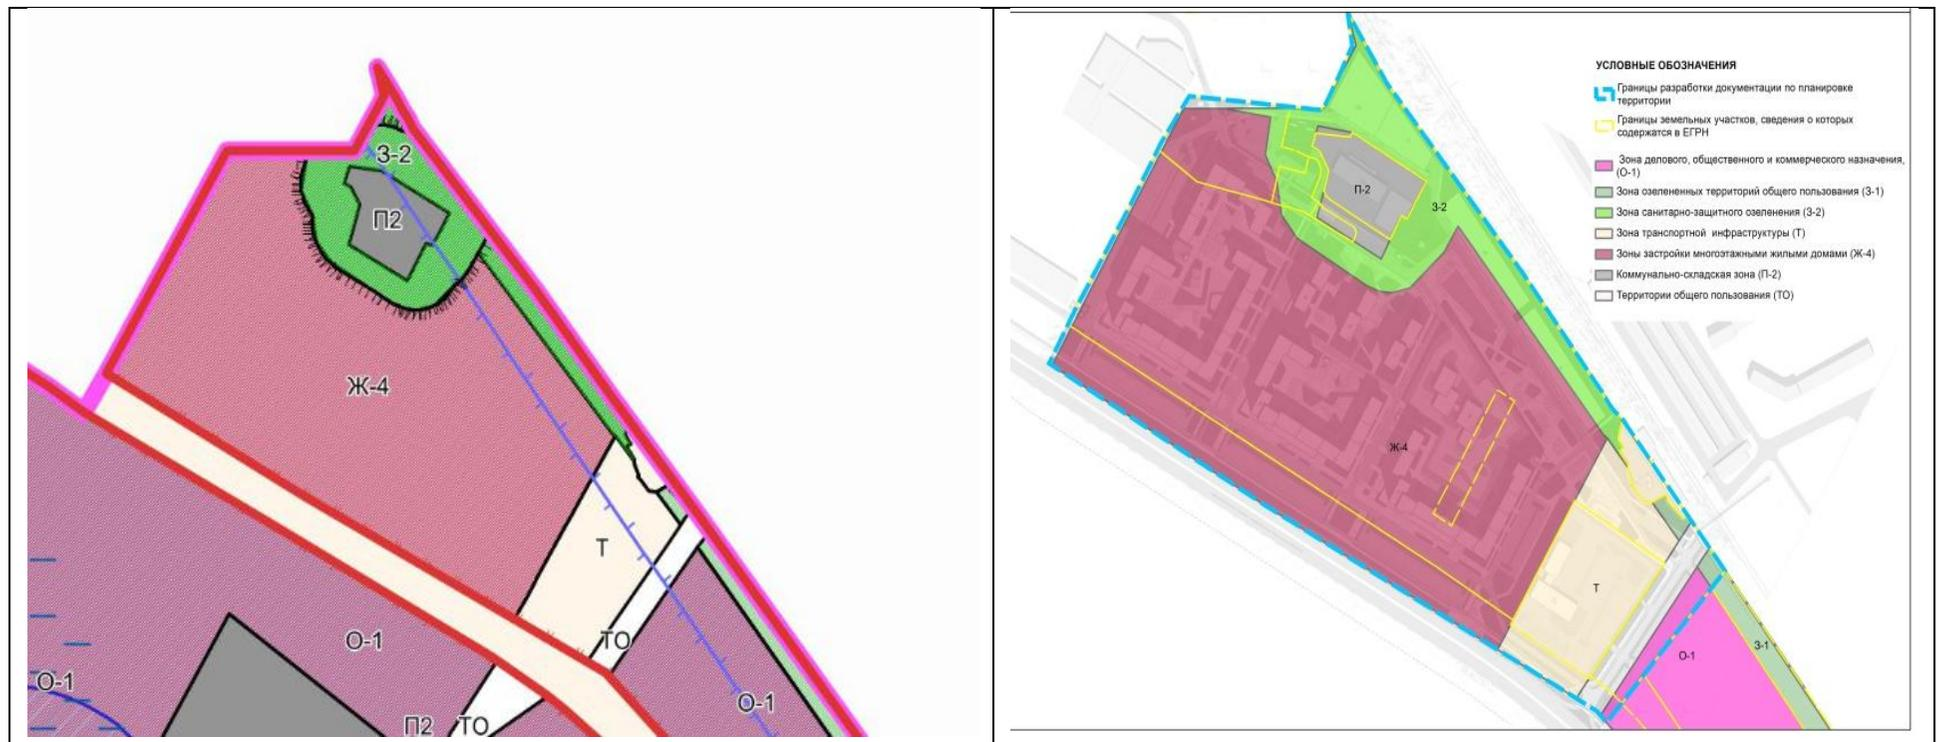 З-2
П2
Ж-4
Т
О-1
ТО
О-1
О-1
П2
ТО
УСЛОВНЫЕ ОБОЗНАЧЕНИЯ
Границы разработки документации по планировке
территории
Границы земельных участков, сведения о которых
содержатся в ЕГРН
Зона делового, общественного и коммерческого назначения,
(О-1)
Зона озелененных территорий общего пользования (З-1)
Зона санитарно-защитного озеленения (З-2)
Зона транспортной инфраструктуры (Т)
Зоны застройки многоэтажными жилыми домами (Ж-4)
Коммунально-складская зона (П-2)
Территории общего пользования (ТО)
П-2
З-2
Ж-4
Т
О-1
З-1